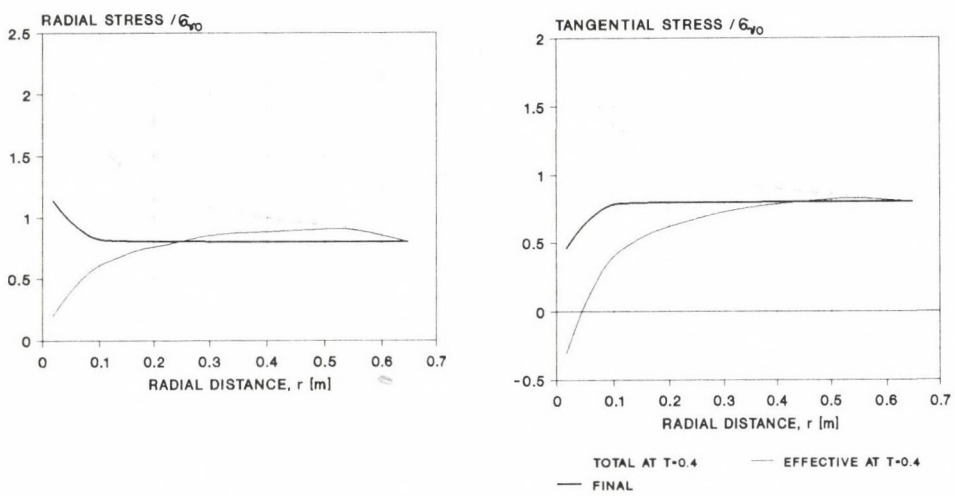 RADIAL STRESS / σvo
2.5
2
1.5
1
0.5
0
0 0.1 0.2 0.3 0.4 0.5 0.6 0.7
RADIAL DISTANCE, r [m]
TANGENTIAL STRESS/σvo
2
1.5
1
0.5
0
-0.5
0 0.1 0.2 0.3 0.4 0.5 0.6 0.7
RADIAL DISTANCE, r [m]
TOTAL AT T=0.4 EFFECTIVE AT T=0.4
FINAL